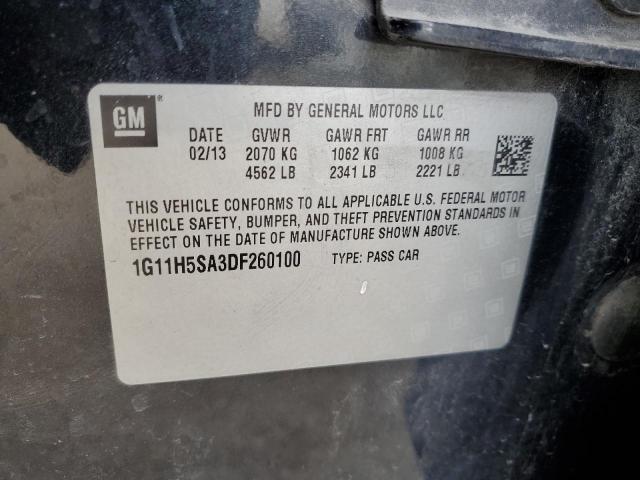 GM®
MFD BY GENERAL MOTORS LLC
DATE GVWR GAWR FRT GAWR RR
02/13 2070 KG 1062 KG 1008 KG
4562 LB 2341 LB 2221 LB
THIS VEHICLE CONFORMS TO ALL APPLICABLE U.S. FEDERAL MOTOR
VEHICLE SAFETY, BUMPER, AND THEFT PREVENTION STANDARDS IN
EFFECT ON THE DATE OF MANUFACTURE SHOWN ABOVE.
1G11H5SA3DF260100 TYPE: PASS CAR